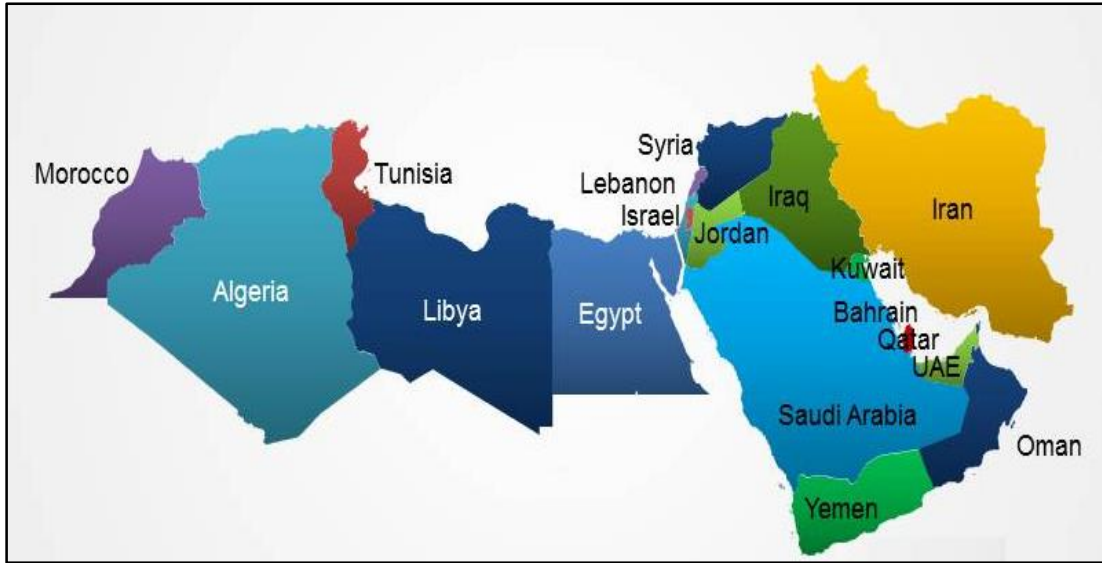 Morocco
Tunisia
Algeria
Libya
Egypt
Syria
Lebanon
Israel
Jordan
Iraq
Iran
Kuwait
Bahrain
Qatar
UAE
Saudi Arabia
Oman
Yemen